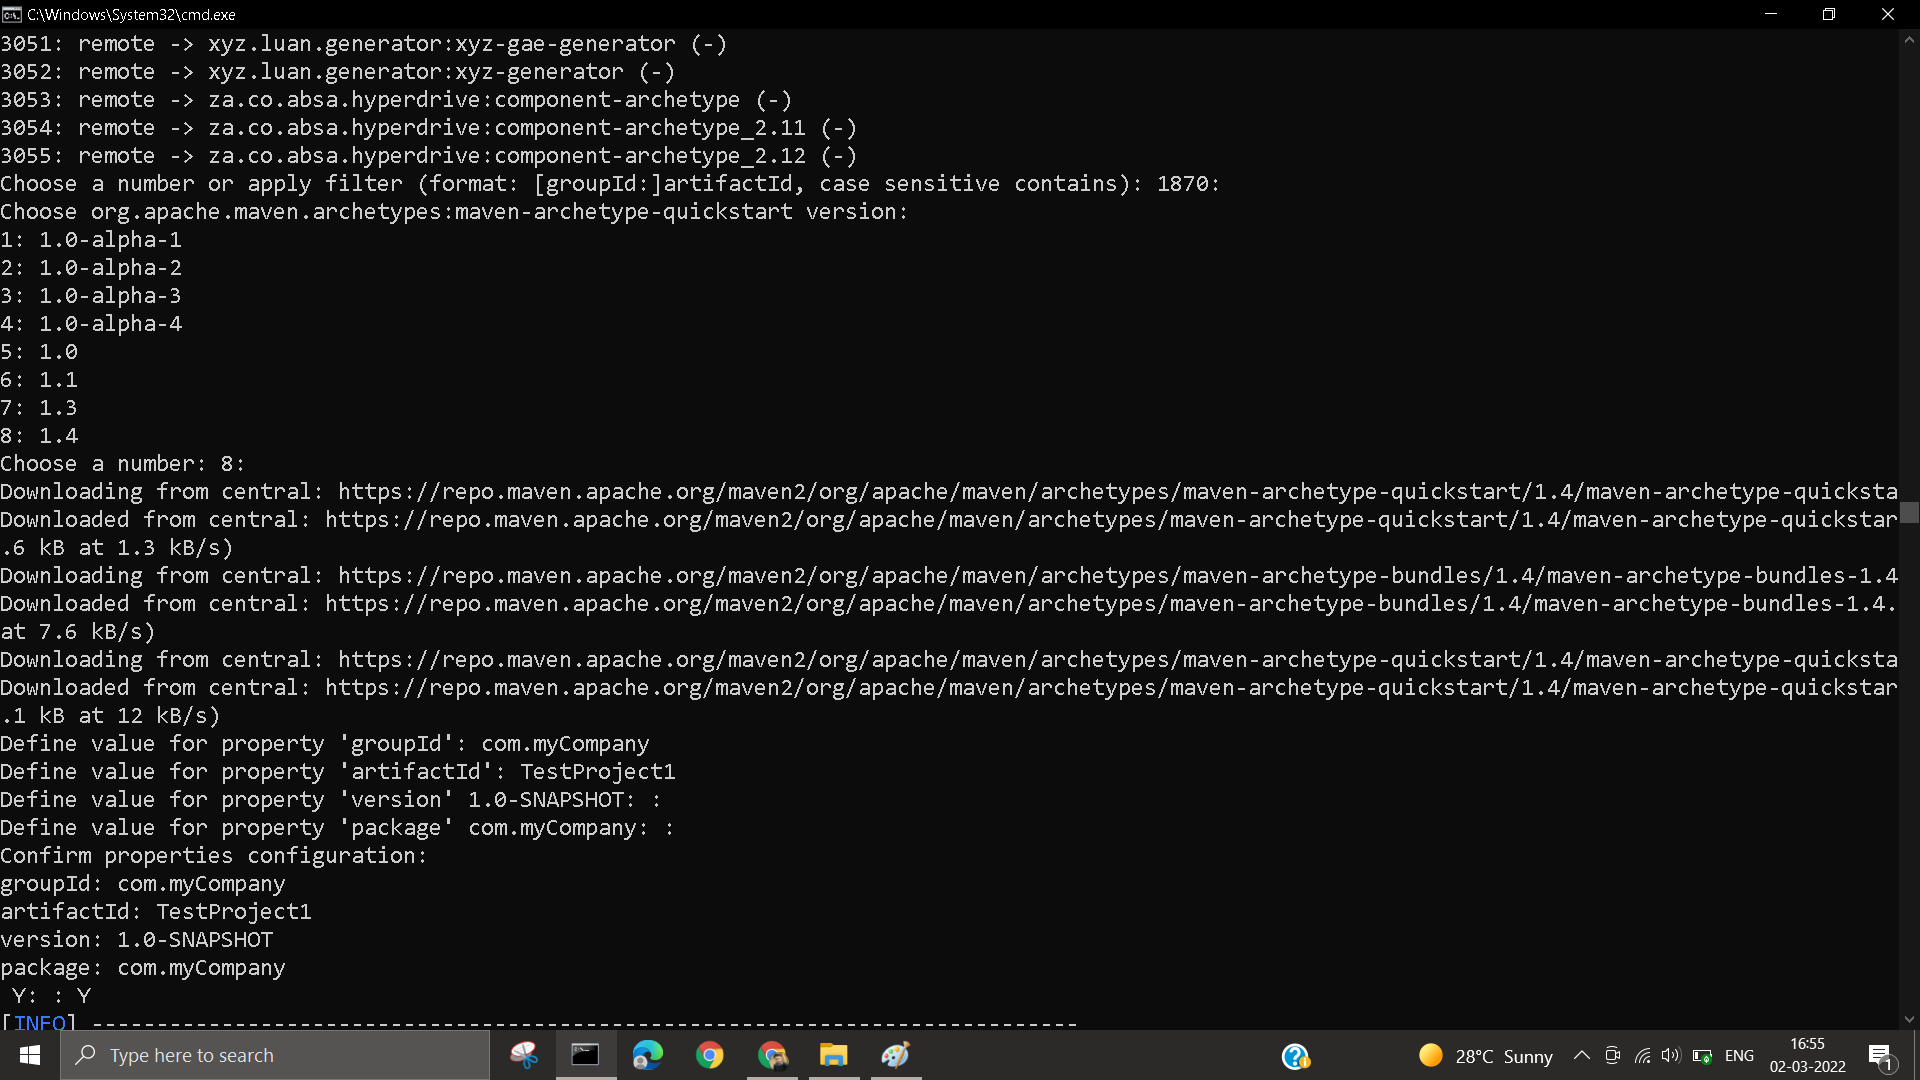 C:\Windows\System32\cmd.exe
3051: remote -> xyz.luan.generator:xyz-gae-generator (-)
3052: remote -> xyz.luan.generator:xyz-generator (-)
3053: remote -> za.co.absa.hyperdrive:component-archetype (-)
3054: remote -> za.co.absa.hyperdrive:component-archetype_2.11 (-)
3055: remote -> za.co.absa.hyperdrive:component-archetype_2.12 (-)
Choose a number or apply filter (format: [groupId:]artifactId, case sensitive contains): 1870:
Choose org.apache.maven.archetypes:maven-archetype-quickstart version:
1: 1.0-alpha-1
2: 1.0-alpha-2
3: 1.0-alpha-3
4: 1.0-alpha-4
5: 1.0
6: 1.1
7: 1.3
8: 1.4
Choose a number: 8:
Downloading from central: https://repo.maven.apache.org/maven2/org/apache/maven/archetypes/maven-archetype-quickstart/1.4/maven-archetype-quicksta
Downloaded from central: https://repo.maven.apache.org/maven2/org/apache/maven/archetypes/maven-archetype-quickstart/1.4/maven-archetype-quickstar
.6 kB at 1.3 kB/s)
Downloading from central: https://repo.maven.apache.org/maven2/org/apache/maven/archetypes/maven-archetype-bundles/1.4/maven-archetype-bundles-1.4
Downloaded from central: https://repo.maven.apache.org/maven2/org/apache/maven/archetypes/maven-archetype-bundles/1.4/maven-archetype-bundles-1.4.
at 7.6 kB/s)
Downloading from central: https://repo.maven.apache.org/maven2/org/apache/maven/archetypes/maven-archetype-quickstart/1.4/maven-archetype-quicksta
Downloaded from central: https://repo.maven.apache.org/maven2/org/apache/maven/archetypes/maven-archetype-quickstart/1.4/maven-archetype-quickstar
.1 kB at 12 kB/s)
Define value for property 'groupId': com.myCompany
Define value for property 'artifactId': TestProject1
Define value for property 'version' 1.0-SNAPSHOT: :
Define value for property 'package' com.myCompany: :
Confirm properties configuration:
groupId: com.myCompany
artifactId: TestProject1
version: 1.0-SNAPSHOT
package: com.myCompany
 Y: : Y
[INFO] ----------------------------------------------------------------------------
Type here to search
28°C Sunny
ENG
16:55
02-03-2022
1